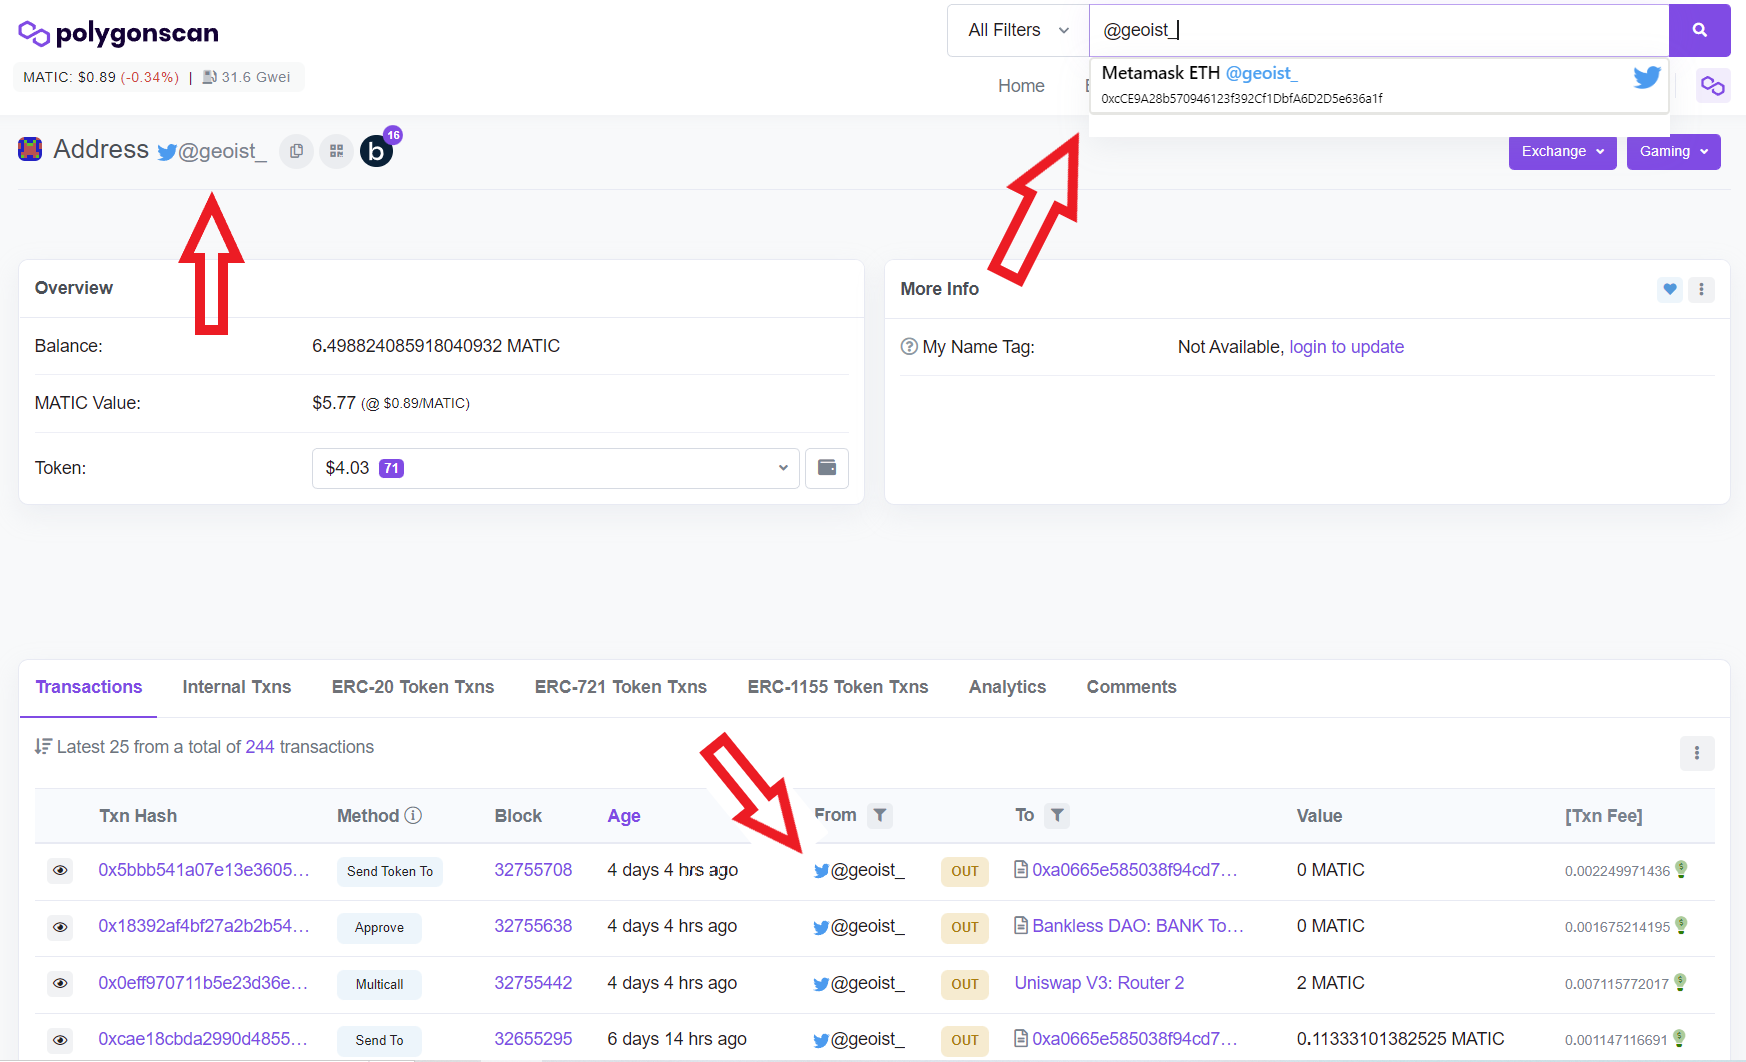 polygonscan
All Filters
@geoist_
MATIC: $0.89 (-0.34%) | 31.6 Gwei
Home
Metamask ETH @geoist_
0xcCE9A28b570946123f392Cf1DbfA6D2D5e636a1f
Address @geoist_
b
16
Exchange
Gaming
Overview
Balance: 6.498824085918040932 MATIC
MATIC Value: $5.77 (@ $0.89/MATIC)
Token: $4.03 71
More Info
My Name Tag: Not Available, login to update
Transactions Internal Txns ERC-20 Token Txns ERC-721 Token Txns ERC-1155 Token Txns Analytics Comments
Latest 25 from a total of 244 transactions
Txn Hash Method Block Age From To Value [Txn Fee]
0x5bbb541a07e13e3605... Send Token To 32755708 4 days 4 hrs ago @geoist_ OUT 0xa0665e585038f94cd7... 0 MATIC 0.002249971436
0x18392af4bf27a2b2b54... Approve 32755638 4 days 4 hrs ago @geoist_ OUT Bankless DAO: BANK To... 0 MATIC 0.001675214195
0x0eff970711b5e23d36e... Multicall 32755442 4 days 4 hrs ago @geoist_ OUT Uniswap V3: Router 2 2 MATIC 0.007115772017
0xcae18cbda2990d4855... Send To 32655295 6 days 14 hrs ago @geoist_ OUT 0xa0665e585038f94cd7... 0.11333101382525 MATIC 0.001147116691